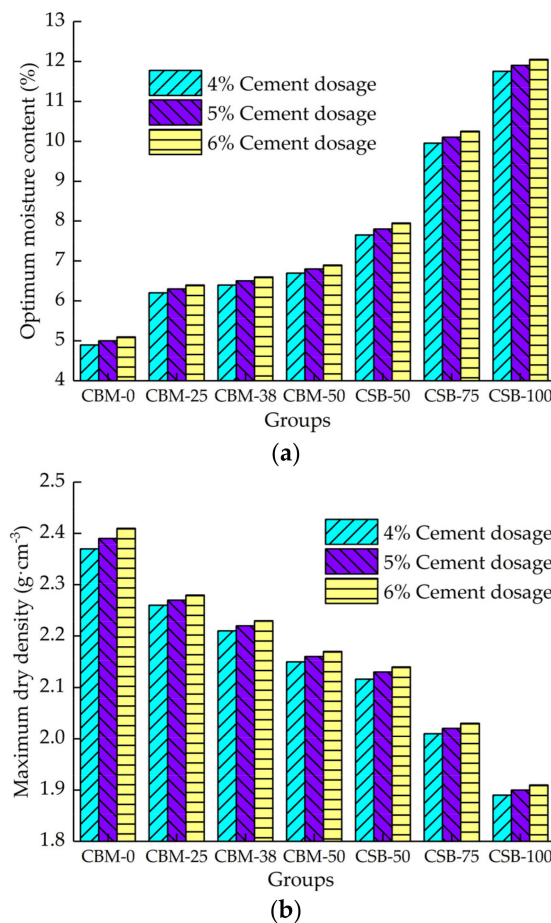 13
12
11
10
9
8
7
6
5
4
Optimum moisture content (%)
4% Cement dosage
5% Cement dosage
6% Cement dosage
CBM-0 CBM-25 CBM-38 CBM-50 CSB-50 CSB-75 CSB-100
Groups
(a)
2.5
2.4
2.3
2.2
2.1
2.0
1.9
1.8
Maximum dry density (g·cm⁻³)
4% Cement dosage
5% Cement dosage
6% Cement dosage
CBM-0 CBM-25 CBM-38 CBM-50 CSB-50 CSB-75 CSB-100
Groups
(b)